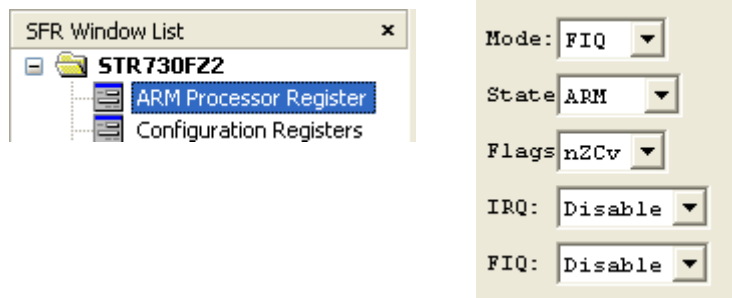 SFR Window List
STR730FZ2
ARM Processor Register
Configuration Registers
Mode: FIQ
State ARM
Flags nZCv
IRQ: Disable
FIQ: Disable